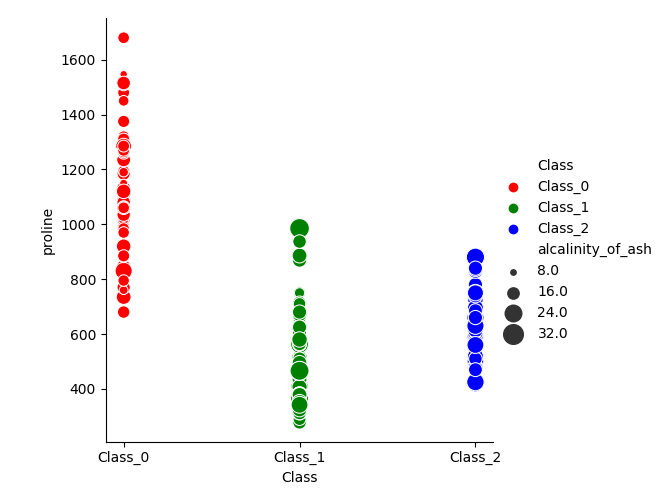 1600
1400
1200
1000
800
600
400
proline
Class_0
Class_1
Class_2
Class
Class
Class_0
Class_1
Class_2
alcalinity_of_ash
8.0
16.0
24.0
32.0